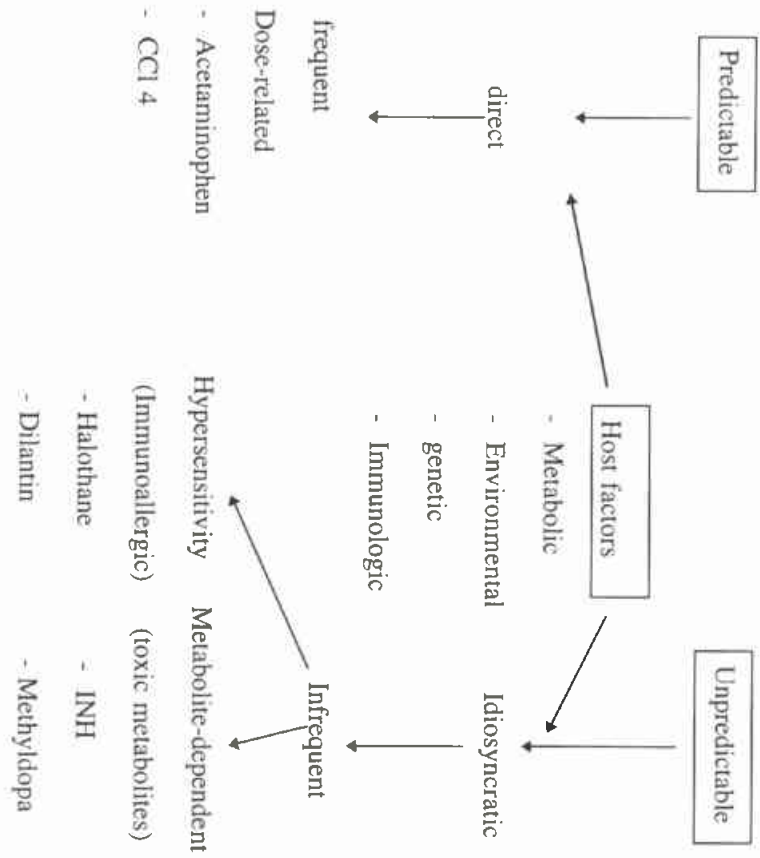 Predictable
Host factors
Unpredictable
direct
- Metabolic
- Environmental
- genetic
- Immunologic
Idiosyncratic
frequent
Infrequent
Dose-related
- Acetaminophen
- CCl 4
Hypersensitivity
(Immunoallergic)
- Halothane
- Dilantin
Metabolite-dependent
(toxic metabolites)
- INH
- Methyldopa